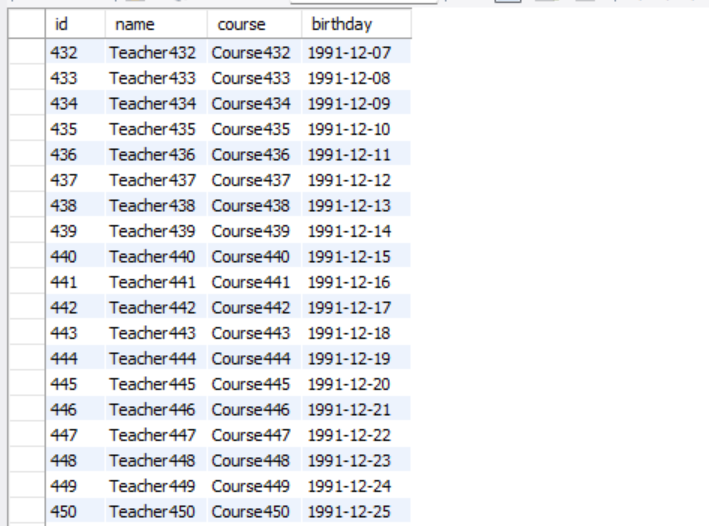 id name course birthday
432 Teacher432 Course432 1991-12-07
433 Teacher433 Course433 1991-12-08
434 Teacher434 Course434 1991-12-09
435 Teacher435 Course435 1991-12-10
436 Teacher436 Course436 1991-12-11
437 Teacher437 Course437 1991-12-12
438 Teacher438 Course438 1991-12-13
439 Teacher439 Course439 1991-12-14
440 Teacher440 Course440 1991-12-15
441 Teacher441 Course441 1991-12-16
442 Teacher442 Course442 1991-12-17
443 Teacher443 Course443 1991-12-18
444 Teacher444 Course444 1991-12-19
445 Teacher445 Course445 1991-12-20
446 Teacher446 Course446 1991-12-21
447 Teacher447 Course447 1991-12-22
448 Teacher448 Course448 1991-12-23
449 Teacher449 Course449 1991-12-24
450 Teacher450 Course450 1991-12-25